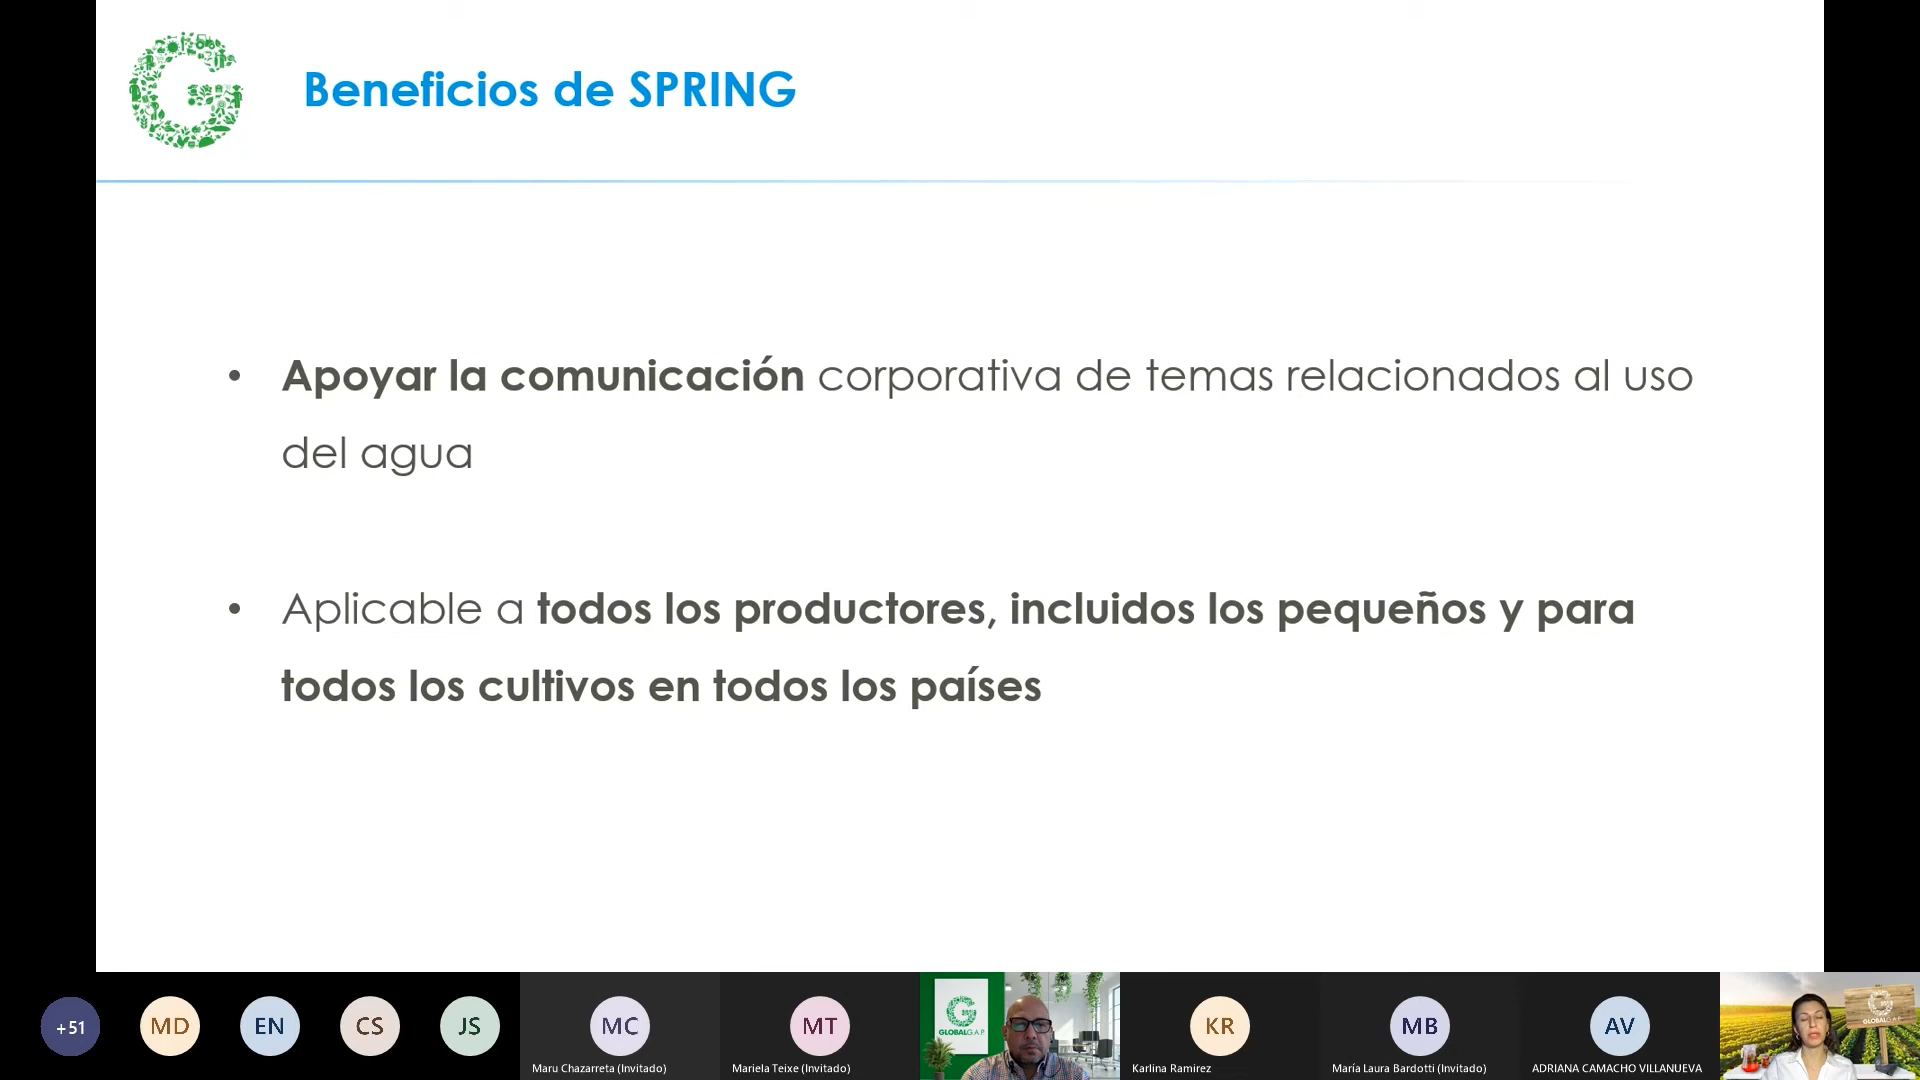 Beneficios de SPRING
• Apoyar la comunicación corporativa de temas relacionados al uso
del agua
• Aplicable a todos los productores, incluidos los pequeños y para
todos los cultivos en todos los países
+51
MD
EN
CS
JS
MC
Maru Chazarreta (Invitado)
MT
Mariela Teixe (Invitado)
GLOBALG.A.P.
KR
Karlina Ramirez
MB
María Laura Bardotti (Invitado)
AV
ADRIANA CAMACHO VILLANUEVA
GLOBALG.A.P.